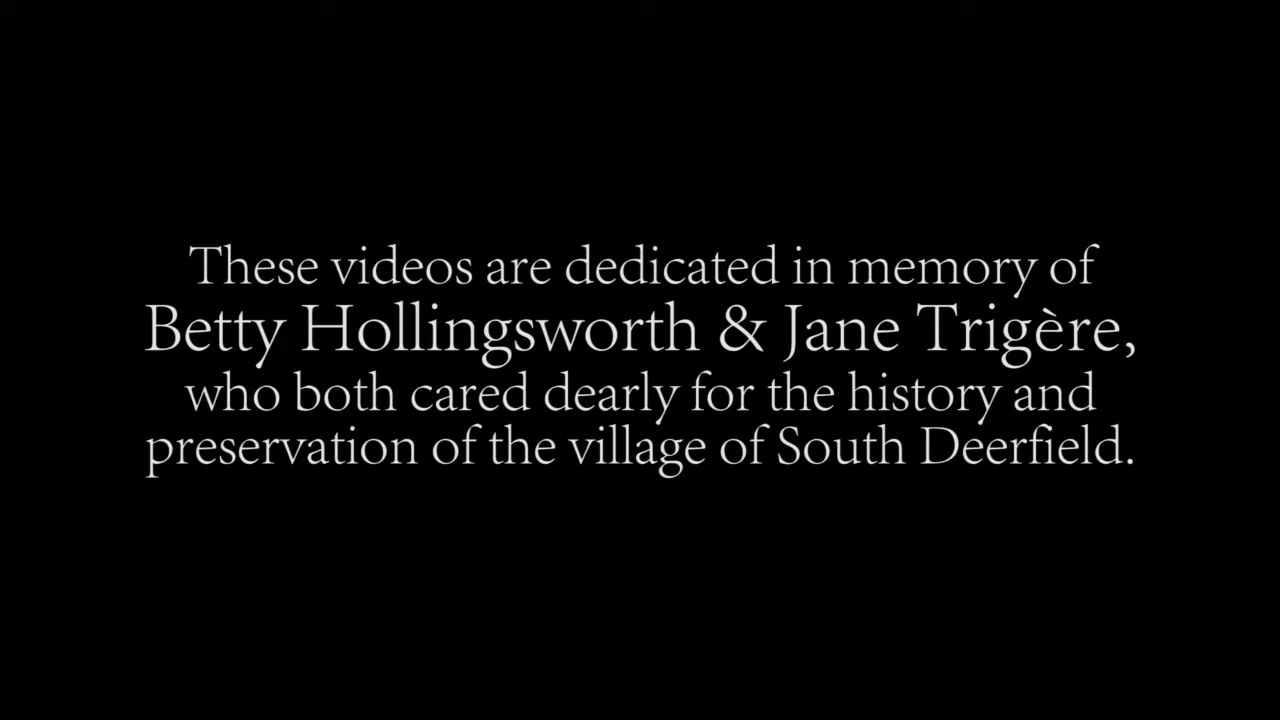 These videos are dedicated in memory of
Betty Hollingsworth & Jane Trigère,
who both cared dearly for the history and
preservation of the village of South Deerfield.